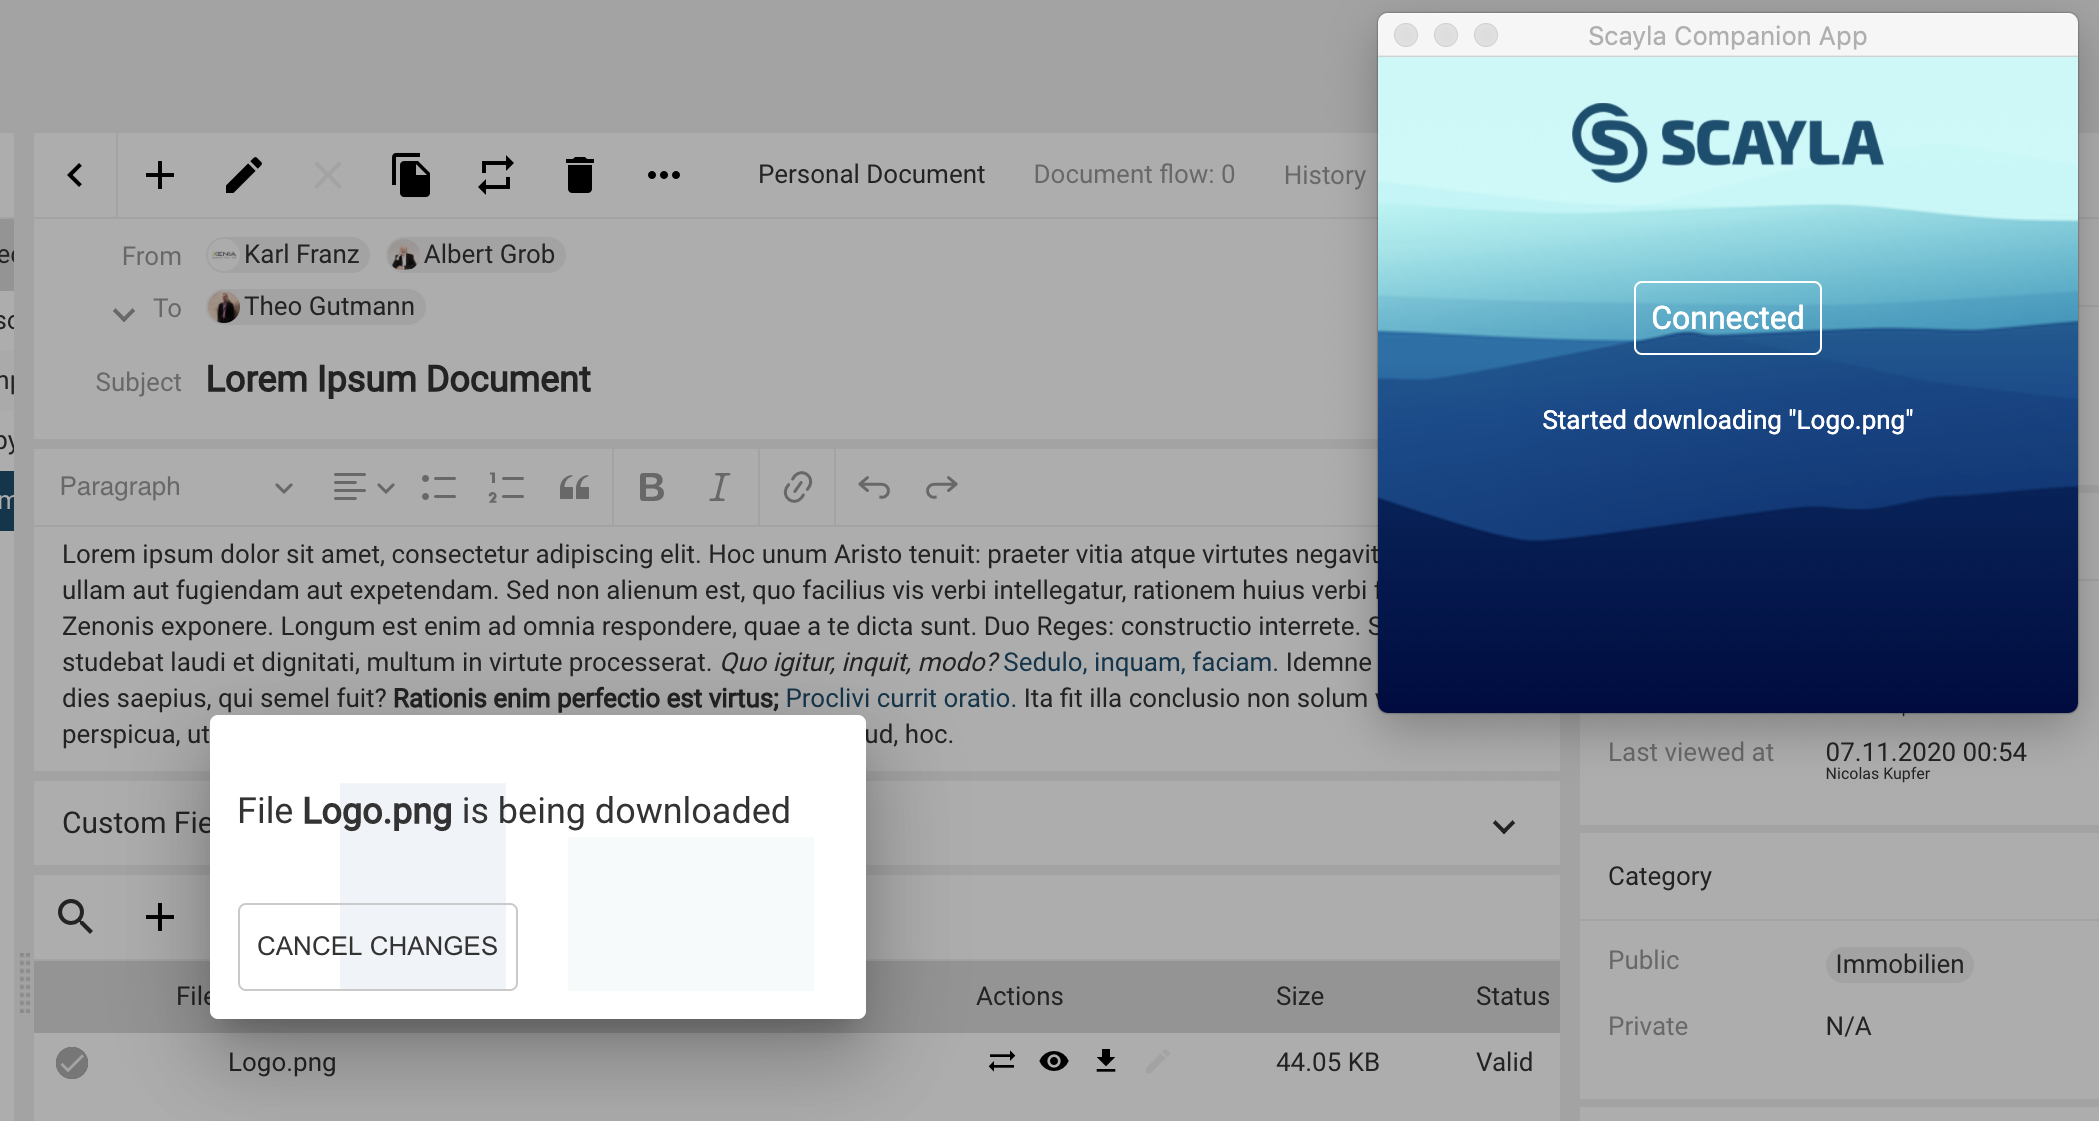 Scayla Companion App
SCAYLA
Connected
Started downloading "Logo.png"
Personal Document
Document flow: 0
History
From
Karl Franz
Albert Grob
To
Theo Gutmann
Subject
Lorem Ipsum Document
Paragraph
B I
Lorem ipsum dolor sit amet, consectetur adipiscing elit. Hoc unum Aristo tenuit: praeter vitia atque virtutes negavit
ullam aut fugiendam aut expetendam. Sed non alienum est, quo facilius vis verbi intellegatur, rationem huius verbi
Zenonis exponere. Longum est enim ad omnia respondere, quae a te dicta sunt. Duo Reges: constructio interrete.
studebat laudi et dignitati, multum in virtute processerat. Quo igitur, inquit, modo? Sedulo, inquam, faciam. Idemne
dies saepius, qui semel fuit? Rationis enim perfectio est virtus; Proclivi currit oratio. Ita fit illa conclusio non solum
perspicua, ut
ud, hoc.
Custom Fie
File Logo.png is being downloaded
CANCEL CHANGES
File
Actions
Size
Status
Logo.png
44.05 KB
Valid
Last viewed at
07.11.2020 00:54
Nicolas Kupfer
Category
Public
Immobilien
Private
N/A